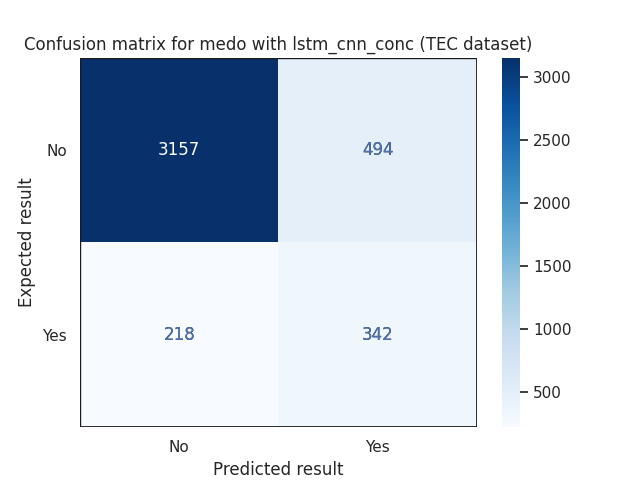 Confusion matrix for medo with lstm_cnn_conc (TEC dataset)
3000
No
3157
494
2500
2000
Expected result
1500
Yes
218
342
1000
500
No
Yes
Predicted result